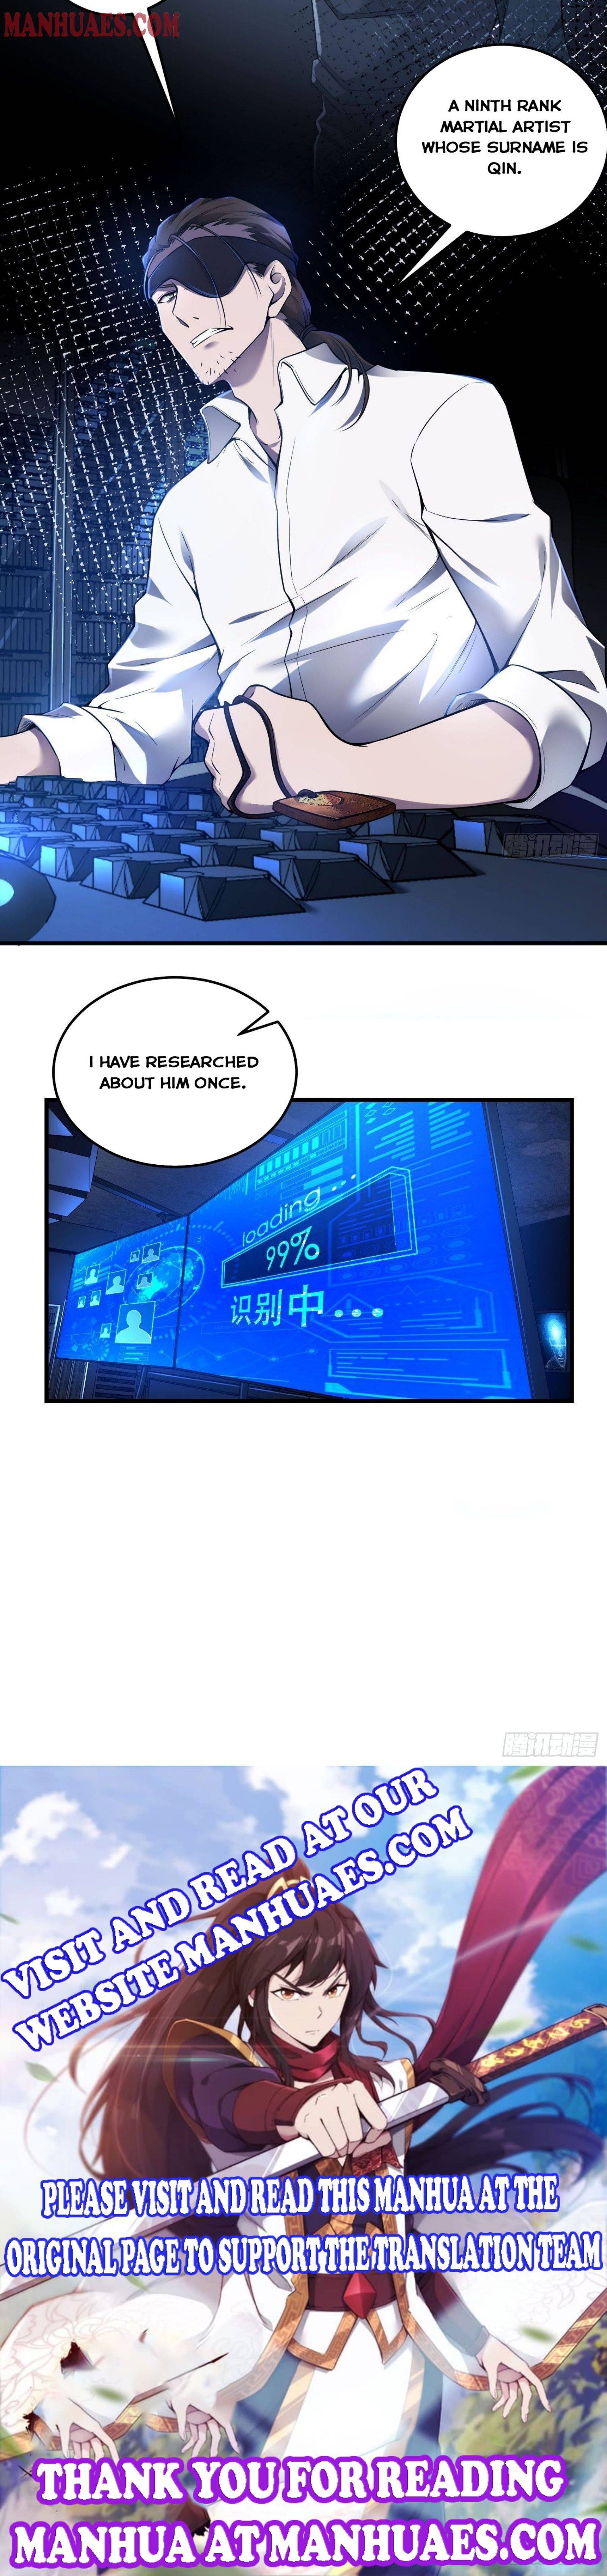 MANHUAES.COM
A NINTH RANK
MARTIAL ARTIST
WHOSE SURNAME IS
QIN.
腾讯动漫
I HAVE RESEARCHED
ABOUT HIM ONCE.
loading...
99%
识别中...
腾讯动漫
VISIT AND READ AT OUR
WEBSITE MANHUAES.COM
PLEASE VISIT AND READ THIS MANHUA AT THE
ORIGINAL PAGE TO SUPPORT THE TRANSLATION TEAM
THANK YOU FOR READING
MANHUA AT MANHUAES.COM